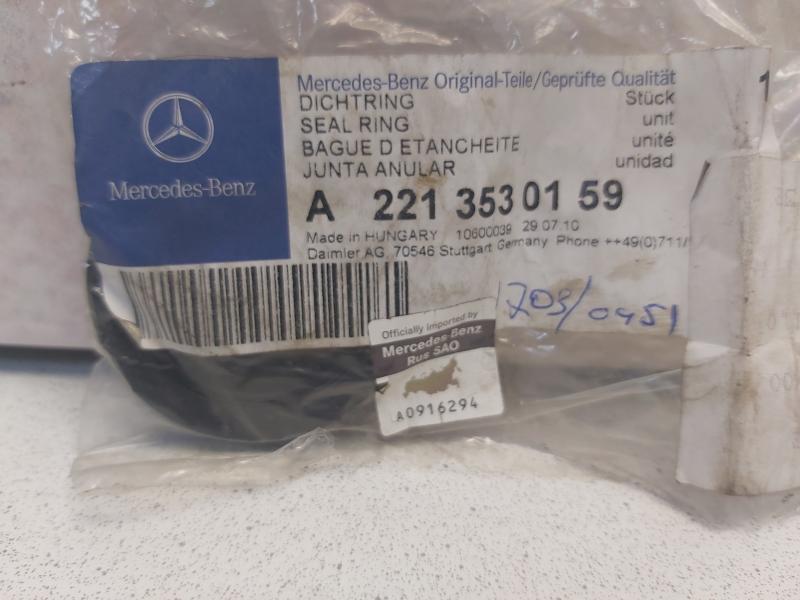 Mercedes-Benz
Mercedes-Benz Original-Teile/Geprüfte Qualität
DICHTRING Stück
SEAL RING unit
BAGUE D ETANCHEITE unité
JUNTA ANULAR unidad
A 221 353 01 59
Made in HUNGARY 10600039 29.07.10
Daimler AG, 70546 Stuttgart Germany Phone ++49(0)711/
1
1703/0451
Officially imported by
Mercedes-Benz
Rus SAO
A0916294